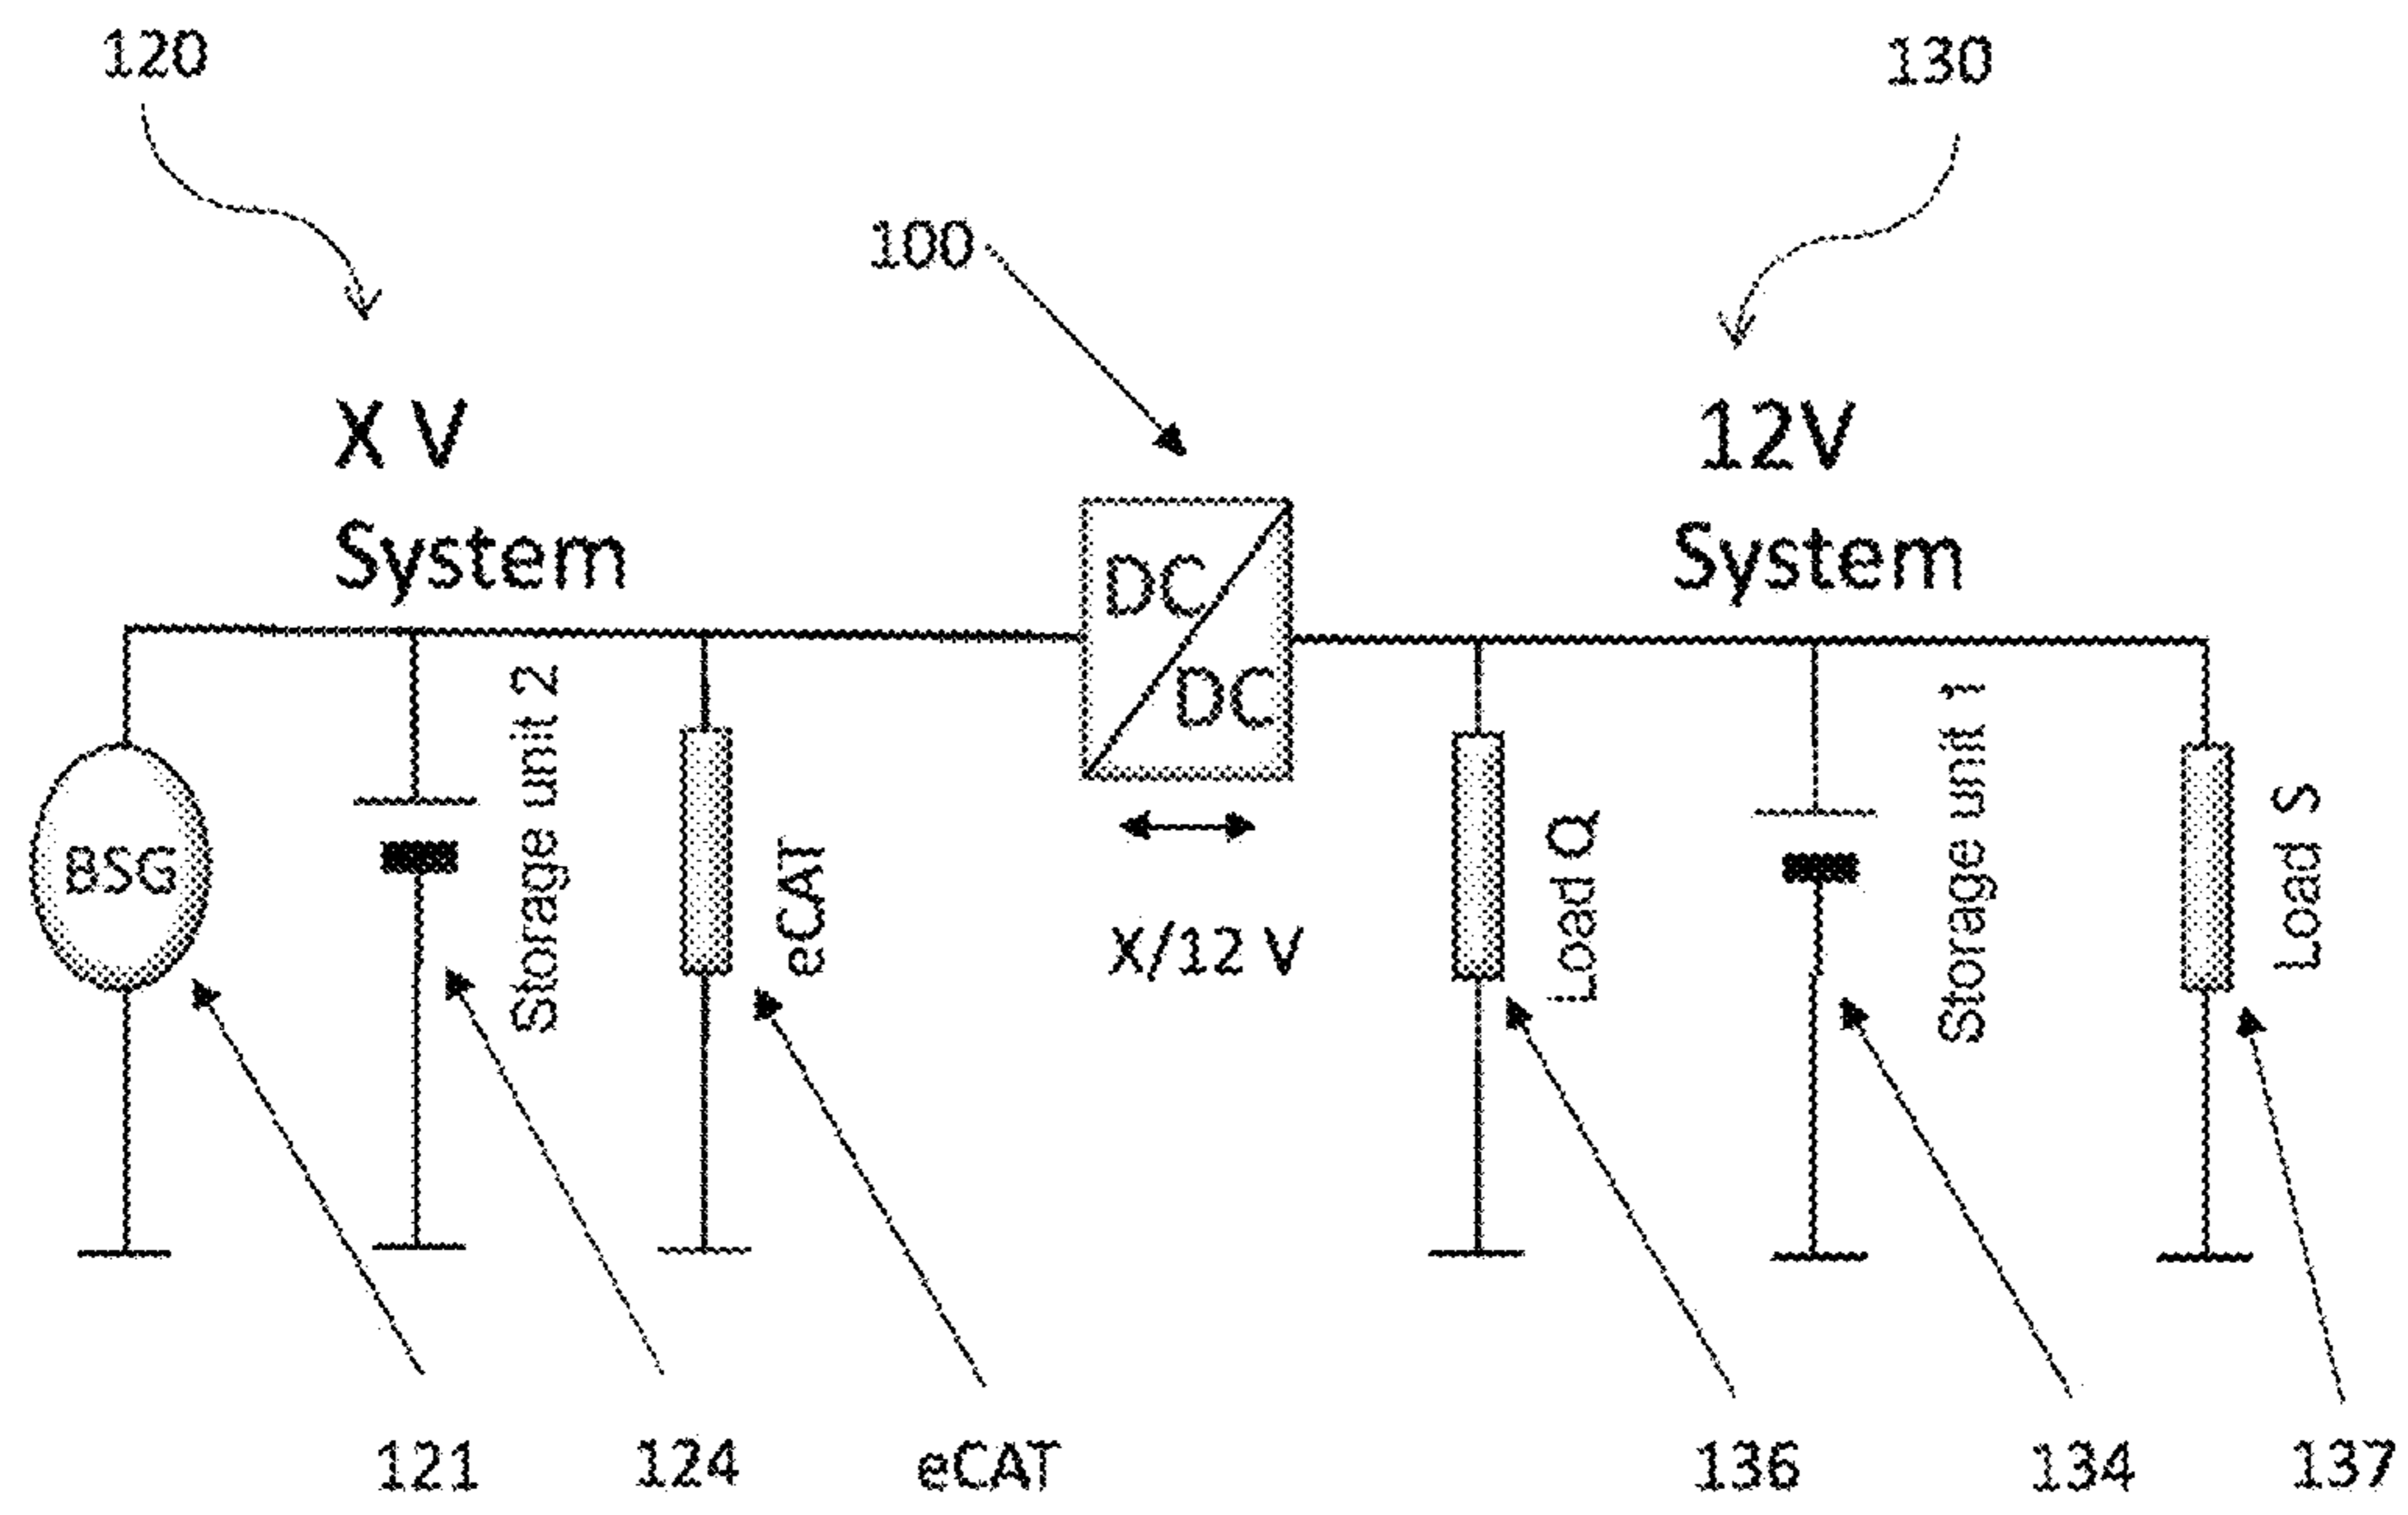 120
130
100
X V
System
12V
System
DC
DC
BSG
Storage unit 2
eCAT
X/12 V
Load Q
Storage unit 1
Load S
121
124
eCAT
136
134
137